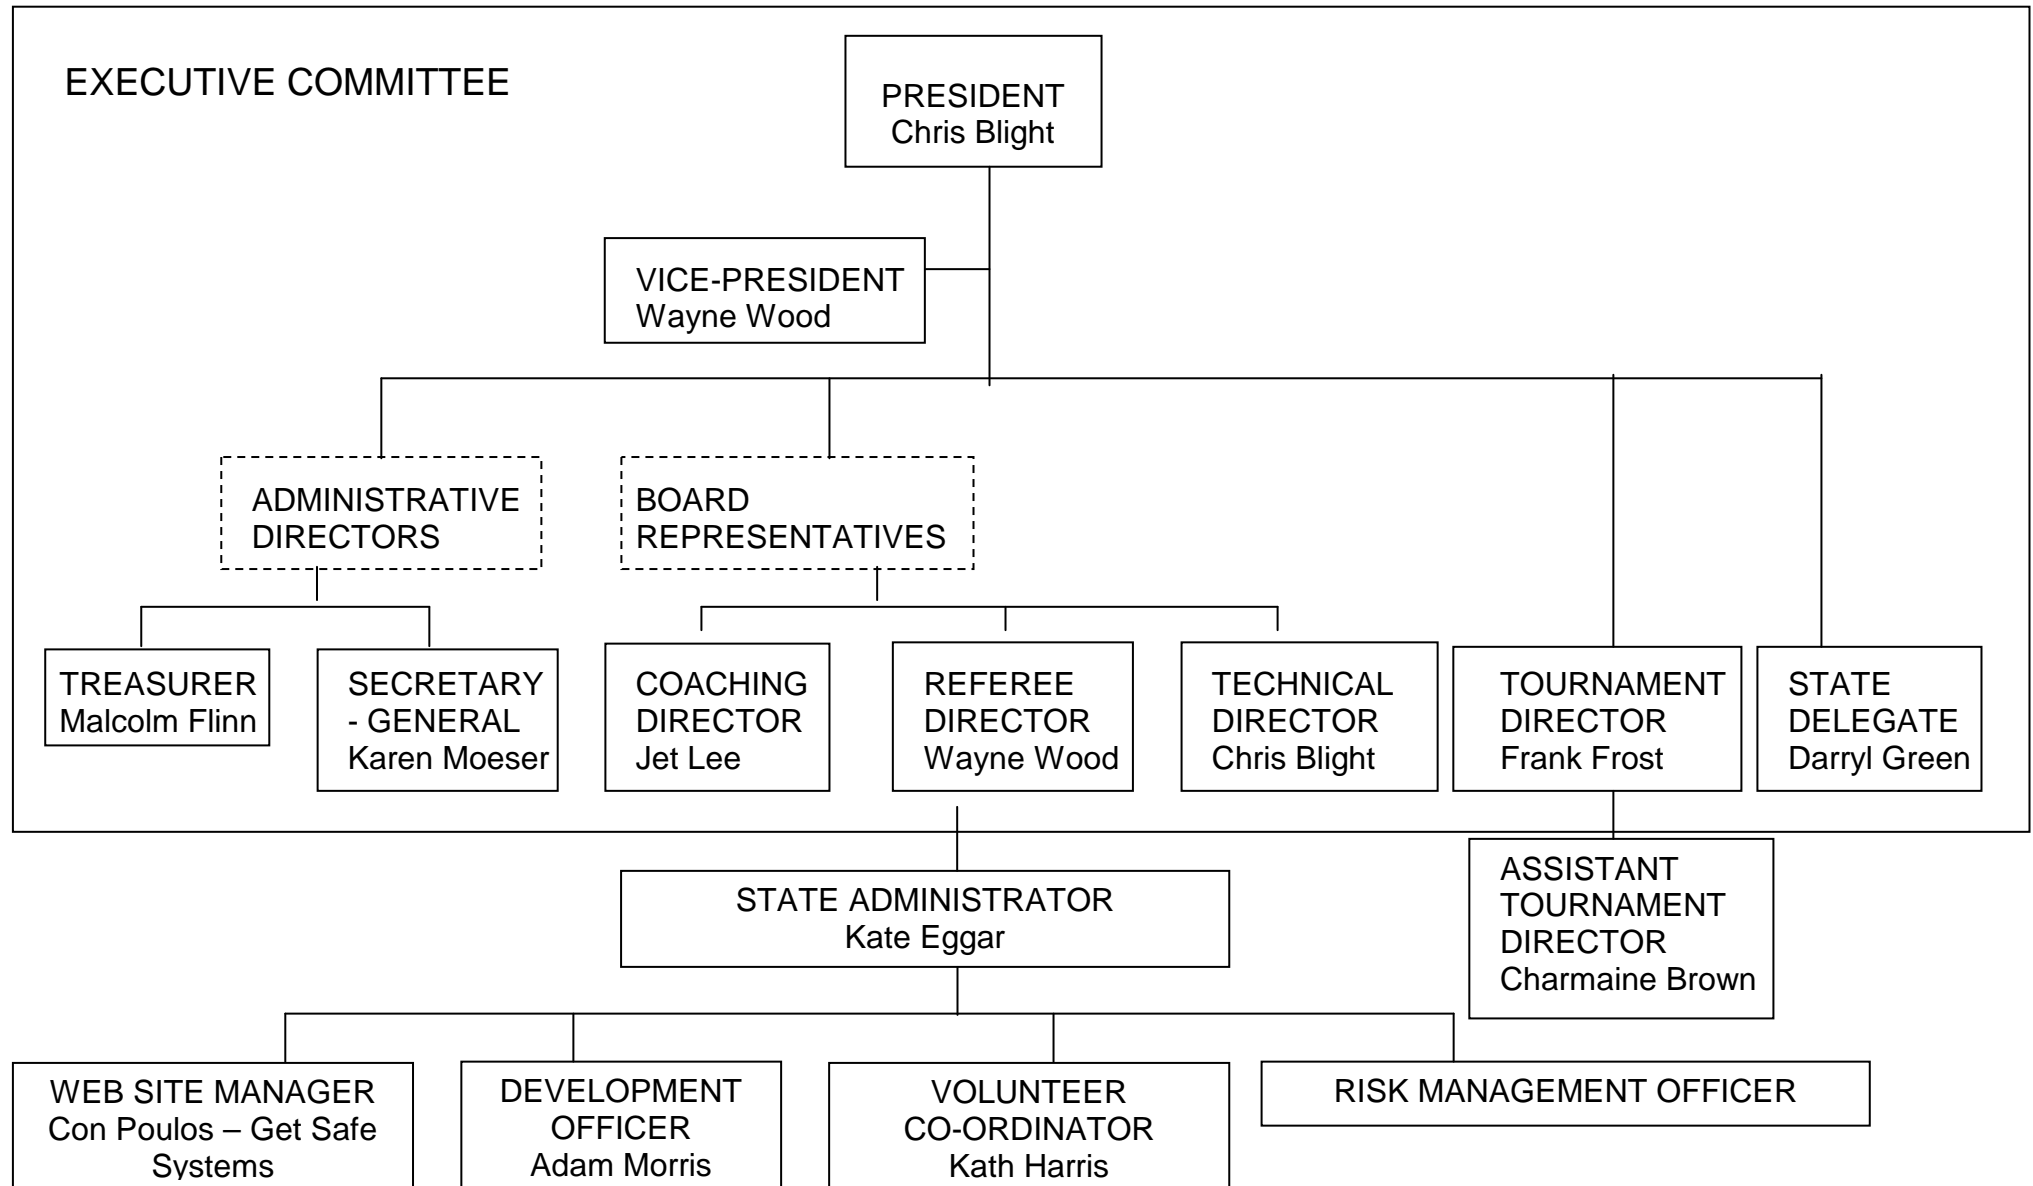 EXECUTIVE COMMITTEE
PRESIDENT
Chris Blight
VICE-PRESIDENT
Wayne Wood
ADMINISTRATIVE
DIRECTORS
BOARD
REPRESENTATIVES
TREASURER
Malcolm Flinn
SECRETARY
- GENERAL
Karen Moeser
COACHING
DIRECTOR
Jet Lee
REFEREE
DIRECTOR
Wayne Wood
TECHNICAL
DIRECTOR
Chris Blight
TOURNAMENT
DIRECTOR
Frank Frost
STATE
DELEGATE
Darryl Green
STATE ADMINISTRATOR
Kate Eggar
ASSISTANT
TOURNAMENT
DIRECTOR
Charmaine Brown
WEB SITE MANAGER
Con Poulos – Get Safe
Systems
DEVELOPMENT
OFFICER
Adam Morris
VOLUNTEER
CO-ORDINATOR
Kath Harris
RISK MANAGEMENT OFFICER